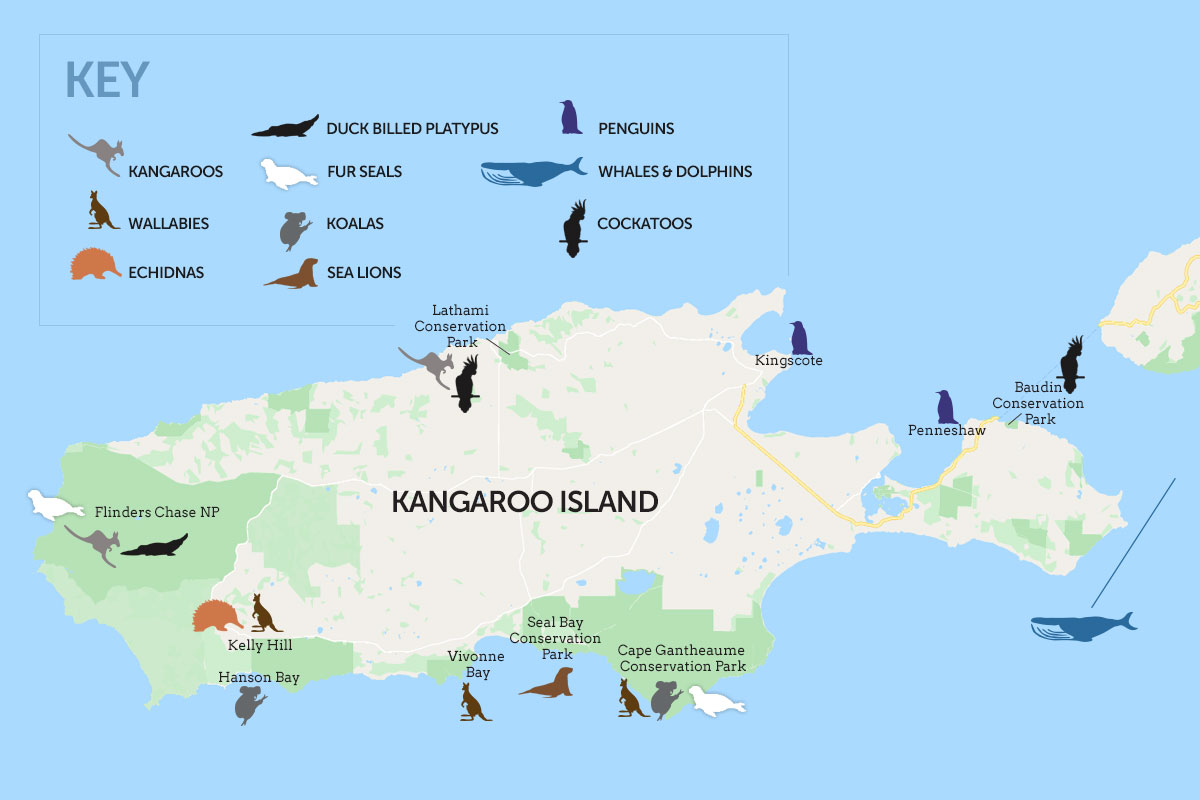 KEY
KANGAROOS
WALLABIES
ECHIDNAS
DUCK BILLED PLATYPUS
FUR SEALS
KOALAS
SEA LIONS
PENGUINS
WHALES & DOLPHINS
COCKATOOS
Lathami
Conservation
Park
Kingscote
Baudin
Conservation
Park
Penneshaw
KANGAROO ISLAND
Flinders Chase NP
Kelly Hill
Hanson Bay
Vivonne
Bay
Seal Bay
Conservation
Park
Cape Gantheaume
Conservation Park